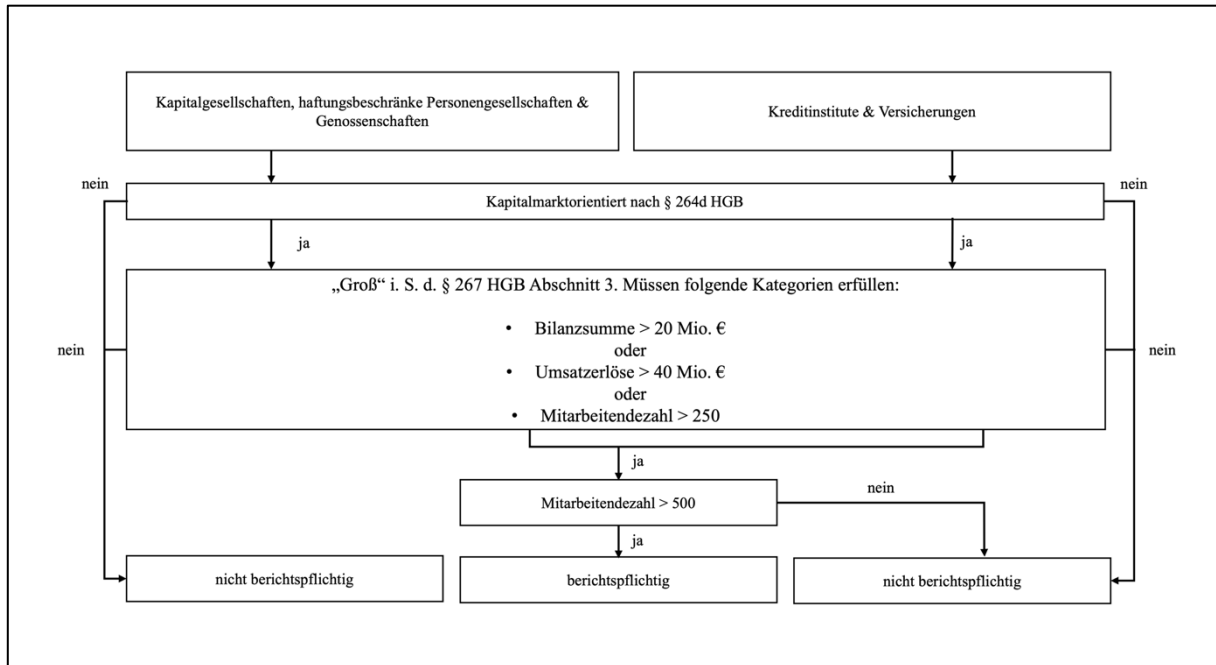 Kapitalgesellschaften, haftungsbeschränke Personengesellschaften &
Genossenschaften
Kreditinstitute & Versicherungen
nein
nein
Kapitalmarktorientiert nach § 264d HGB
ja
ja
„Groß“ i. S. d. § 267 HGB Abschnitt 3. Müssen folgende Kategorien erfüllen:
• Bilanzsumme > 20 Mio. €
oder
nein
nein
• Umsatzerlöse > 40 Mio. €
oder
• Mitarbeitendezahl > 250
ja
Mitarbeitendezahl > 500
nein
ja
nicht berichtspflichtig
berichtspflichtig
nicht berichtspflichtig